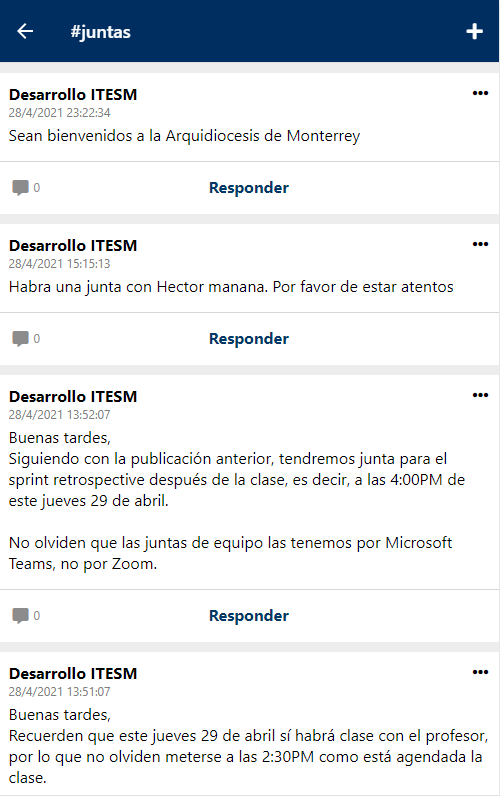 #juntas
Desarrollo ITESM
28/4/2021 23:22:34
Sean bienvenidos a la Arquidiocesis de Monterrey
0 Responder
Desarrollo ITESM
28/4/2021 15:15:13
Habra una junta con Hector manana. Por favor de estar atentos
0 Responder
Desarrollo ITESM
28/4/2021 13:52:07
Buenas tardes,
Siguiendo con la publicación anterior, tendremos junta para el
sprint retrospective después de la clase, es decir, a las 4:00PM de
este jueves 29 de abril.
No olviden que las juntas de equipo las tenemos por Microsoft
Teams, no por Zoom.
0 Responder
Desarrollo ITESM
28/4/2021 13:51:07
Buenas tardes,
Recuerden que este jueves 29 de abril sí habrá clase con el profesor,
por lo que no olviden meterse a las 2:30PM como está agendada la
clase.